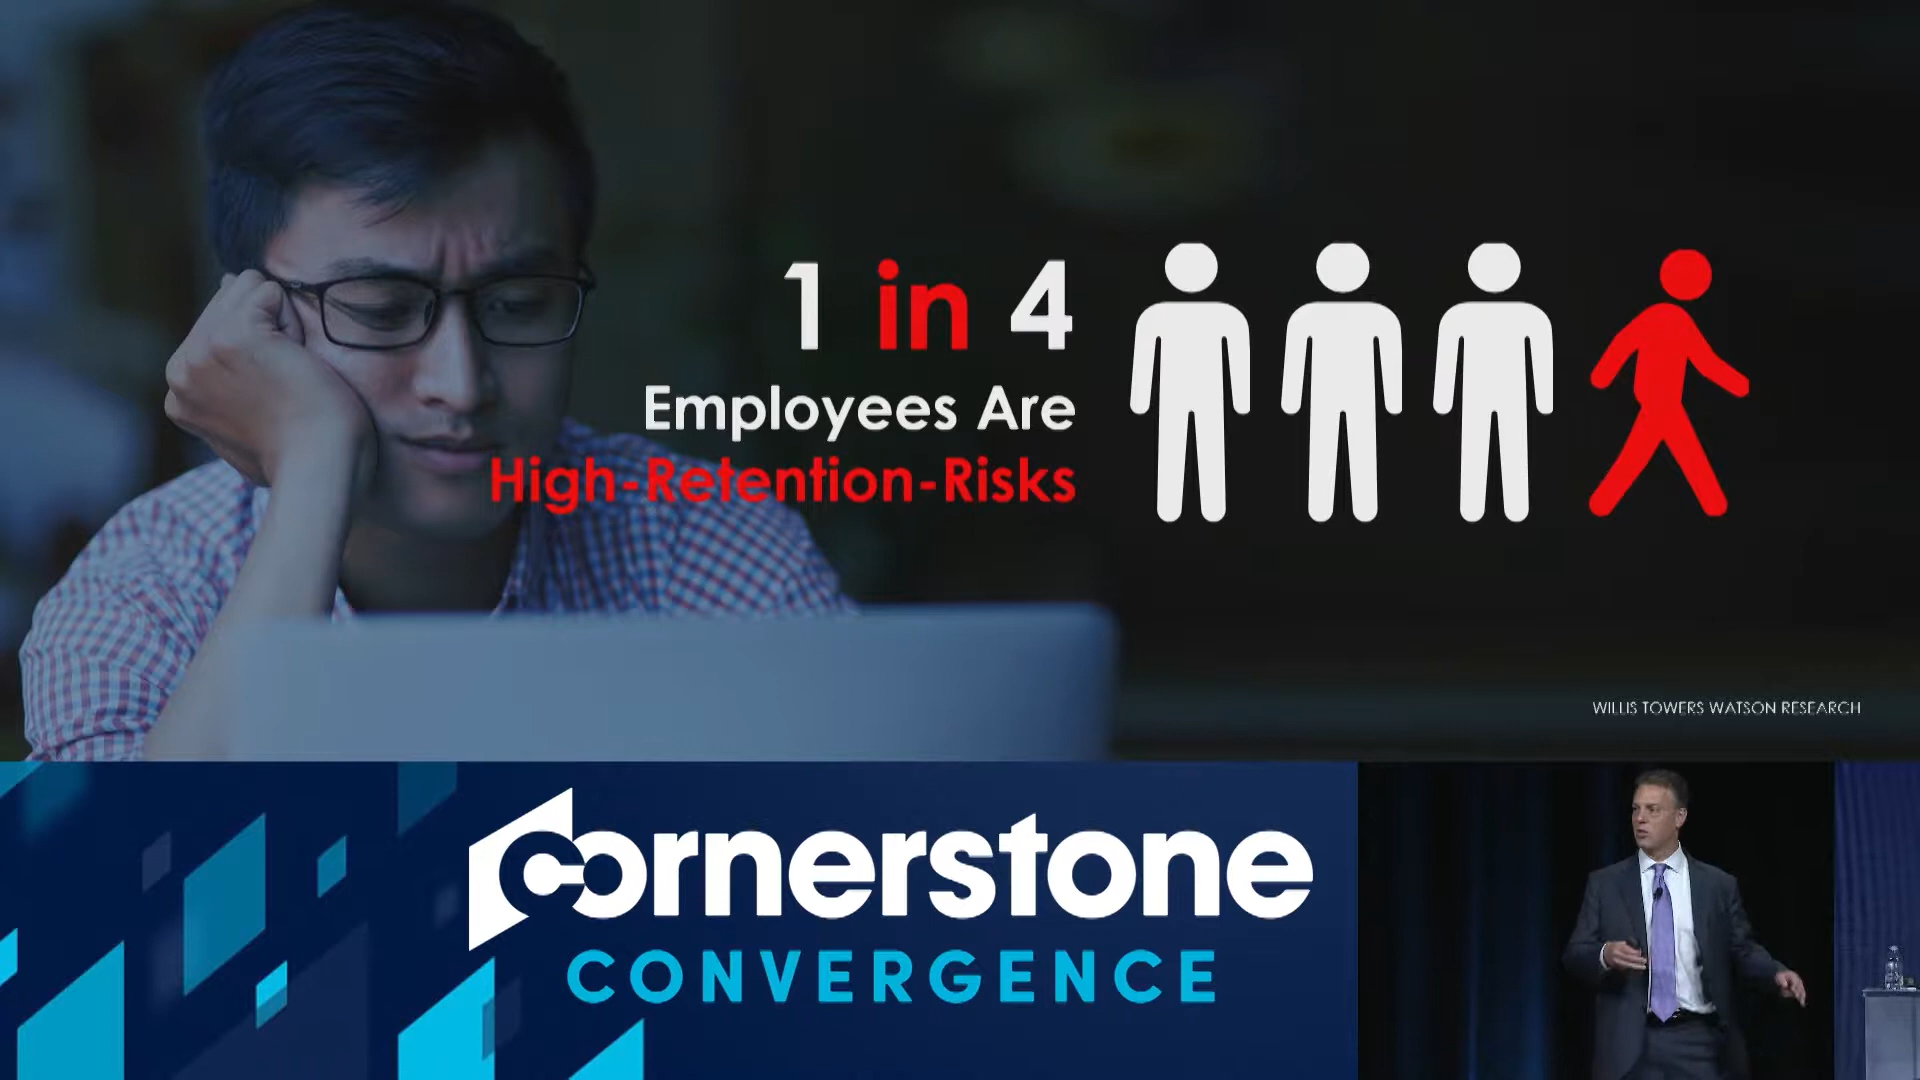 1 in 4
Employees Are
High-Retention-Risks
WILLIS TOWERS WATSON RESEARCH
Cornerstone
CONVERGENCE